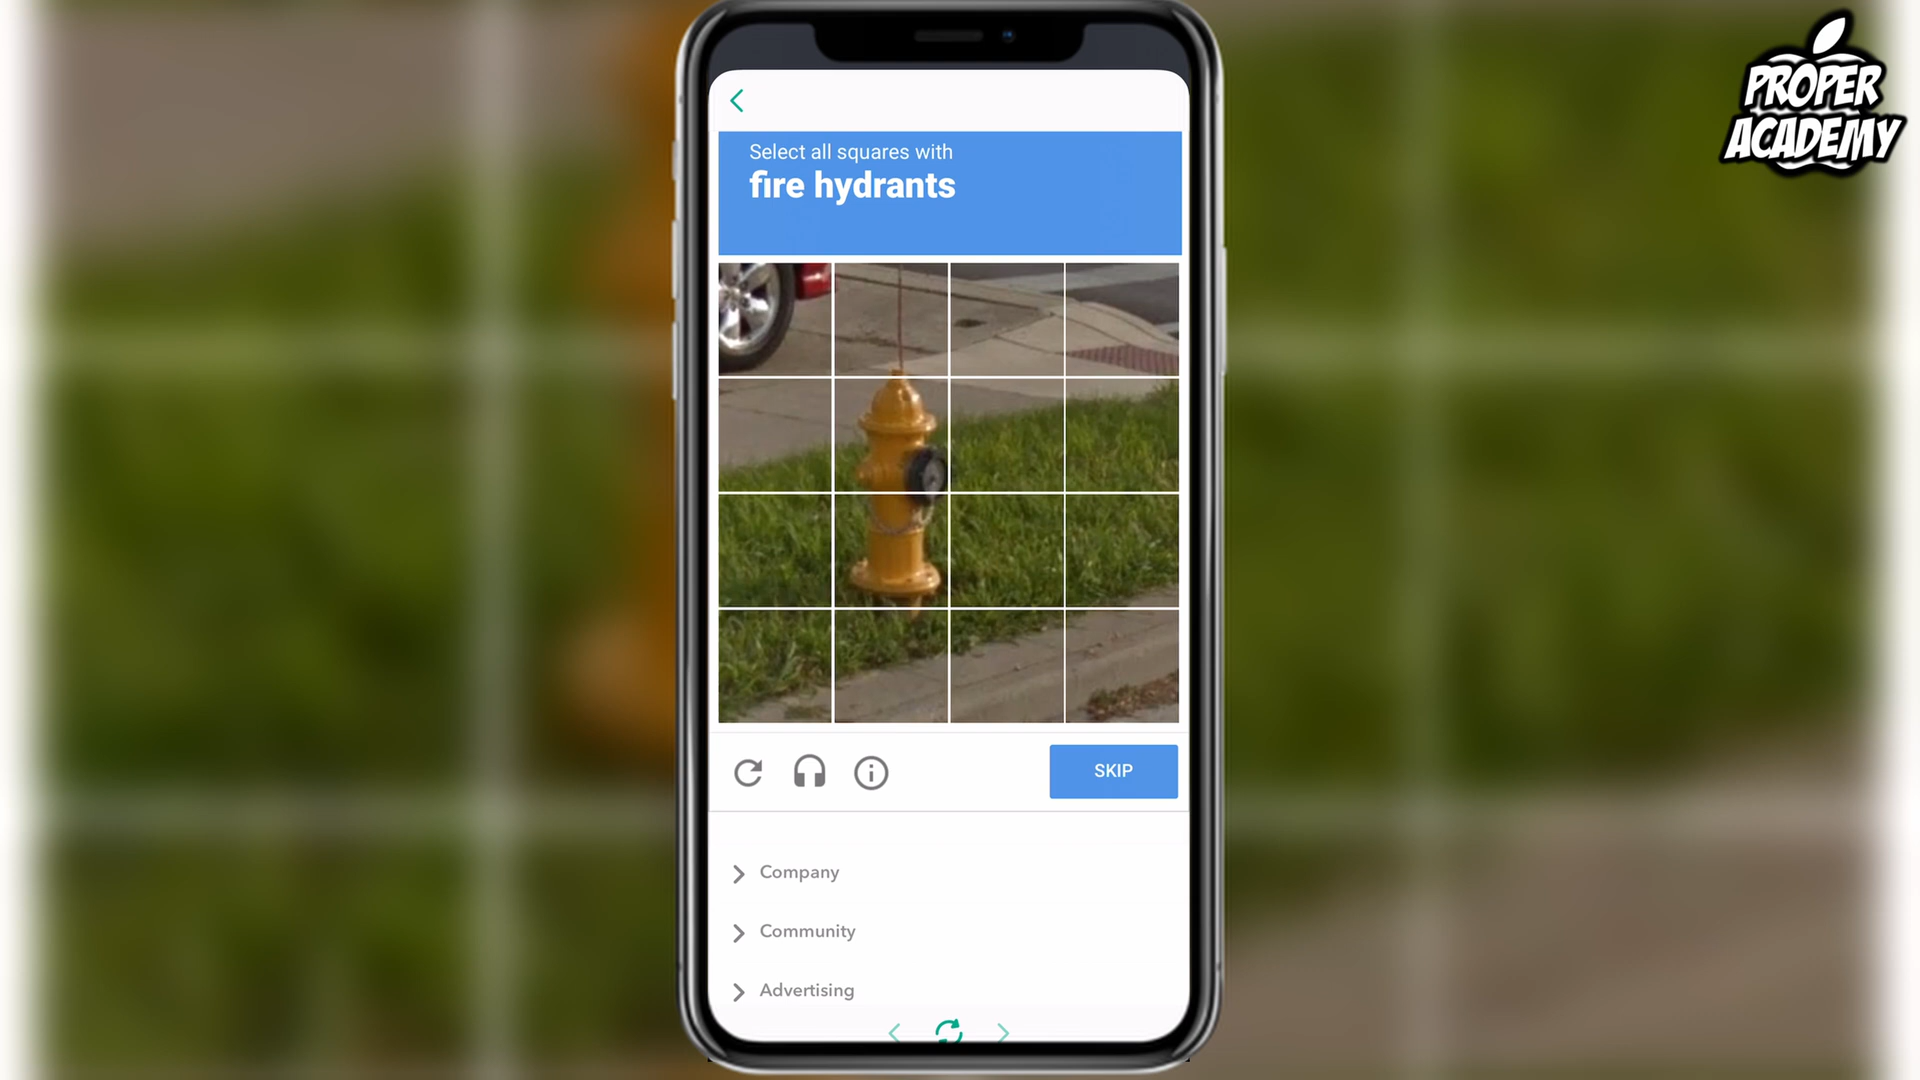 PROPER
ACADEMY
Select all squares with
fire hydrants
SKIP
Company
Community
Advertising